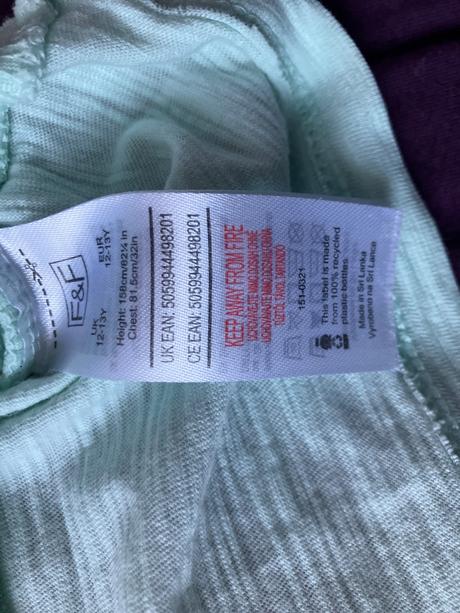 F&F
UK
12-13Y
EUR
12-13Y
Height: 158cm/62¼ in
Chest: 81.5cm/32in
UK EAN: 5059944498201
CE EAN: 5059944498201
KEEP AWAY FROM FIRE
151-0321
This label is made
from 100% recycled
plastic bottles
Made in Sri Lanka
Vyrobeno na Srí Lance